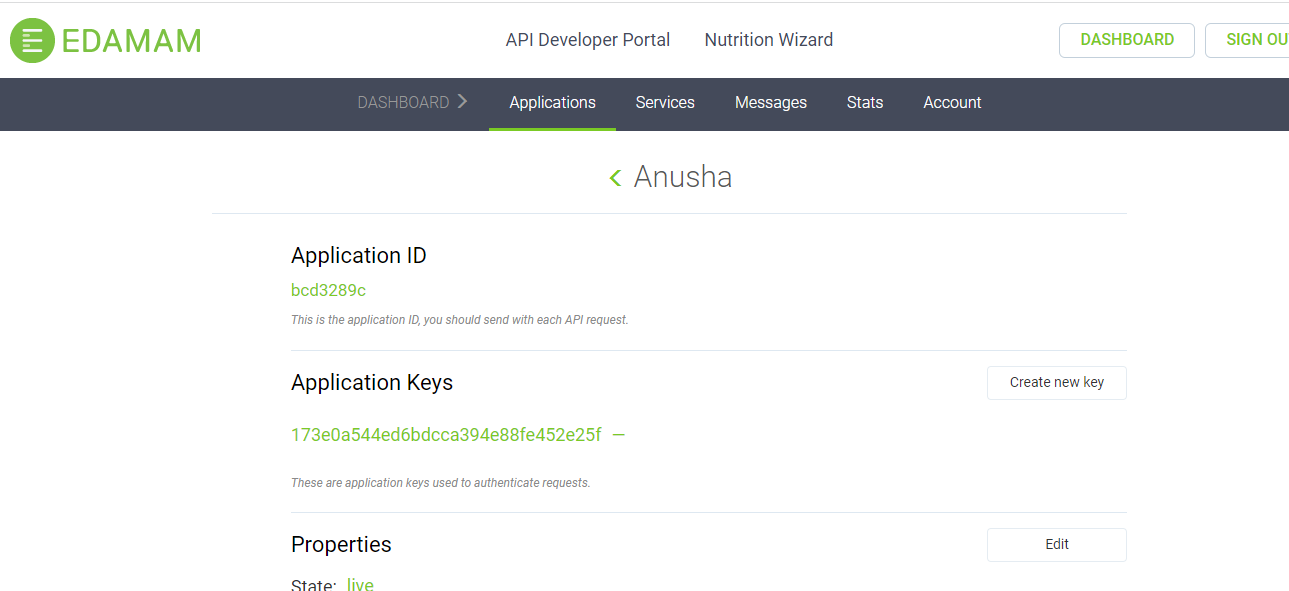 EDAMAM
API Developer Portal Nutrition Wizard
DASHBOARD SIGN OU
DASHBOARD Applications Services Messages Stats Account
Anusha
Application ID
bcd3289c
This is the application ID, you should send with each API request.
Application Keys
Create new key
173e0a544ed6bdcca394e88fe452e25f —
These are application keys used to authenticate requests.
Properties
Edit
State: live